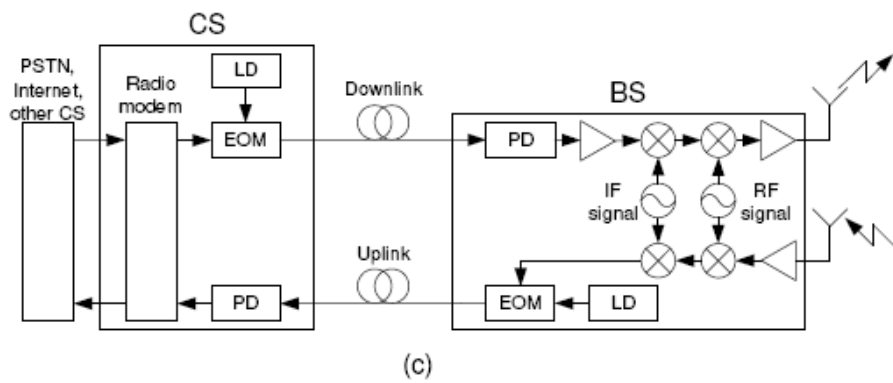 CS
PSTN,
Internet,
other CS
Radio
modem
LD
EOM
Downlink
BS
PD
IF
signal
RF
signal
Uplink
PD
EOM
LD
(c)